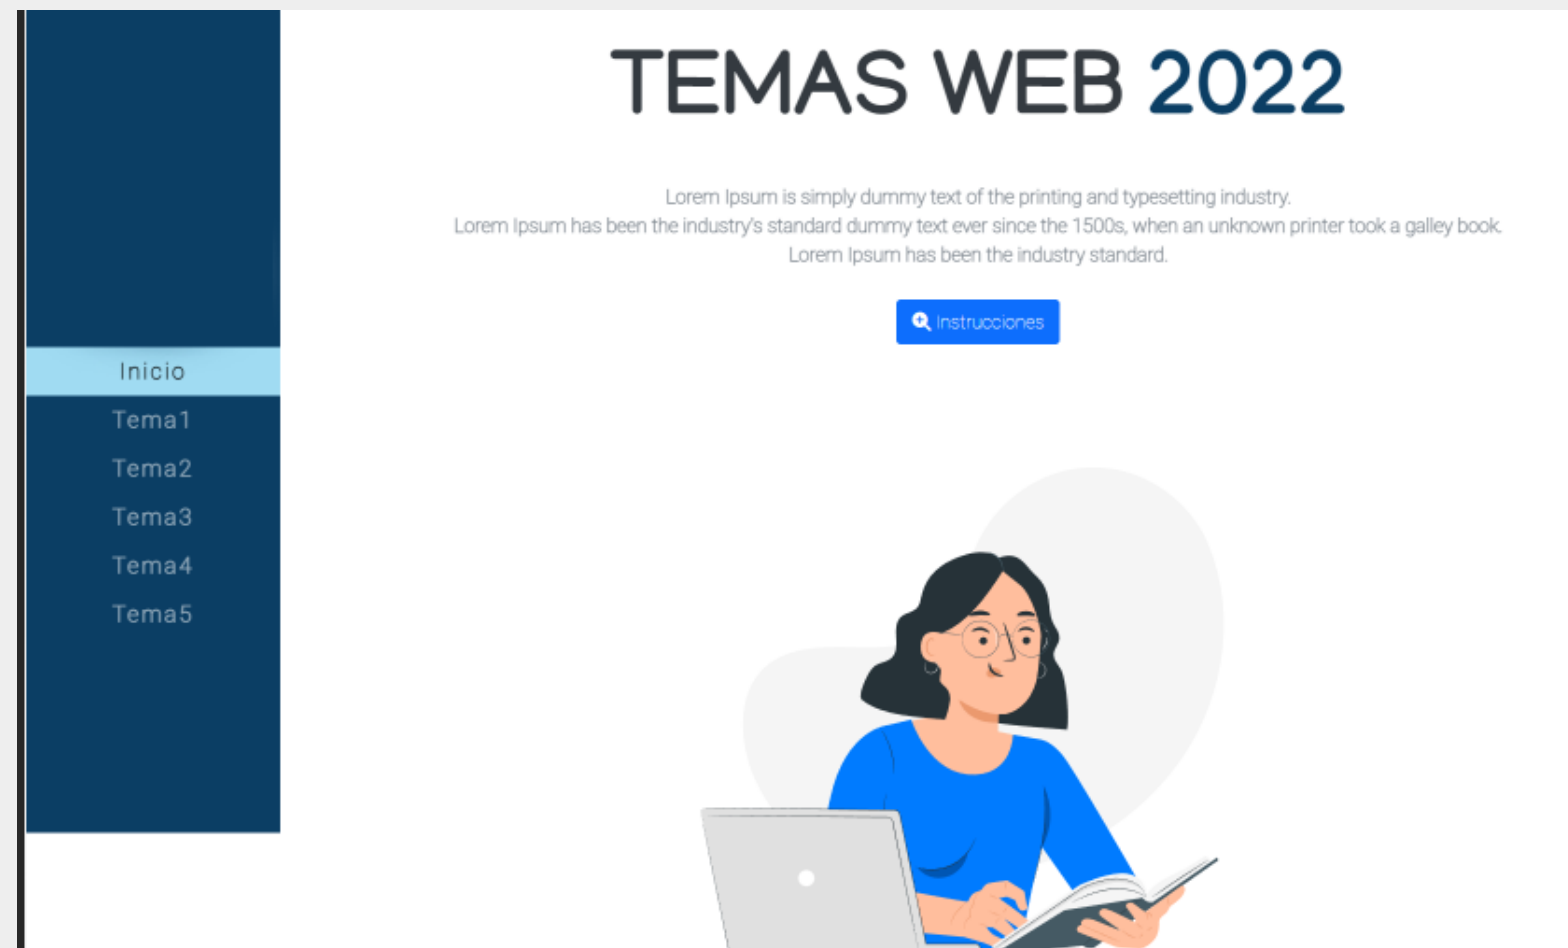 TEMAS WEB 2022
Lorem Ipsum is simply dummy text of the printing and typesetting industry.
Lorem Ipsum has been the industry's standard dummy text ever since the 1500s, when an unknown printer took a galley book.
Lorem Ipsum has been the industry standard.
Instrucciones
Inicio
Tema1
Tema2
Tema3
Tema4
Tema5